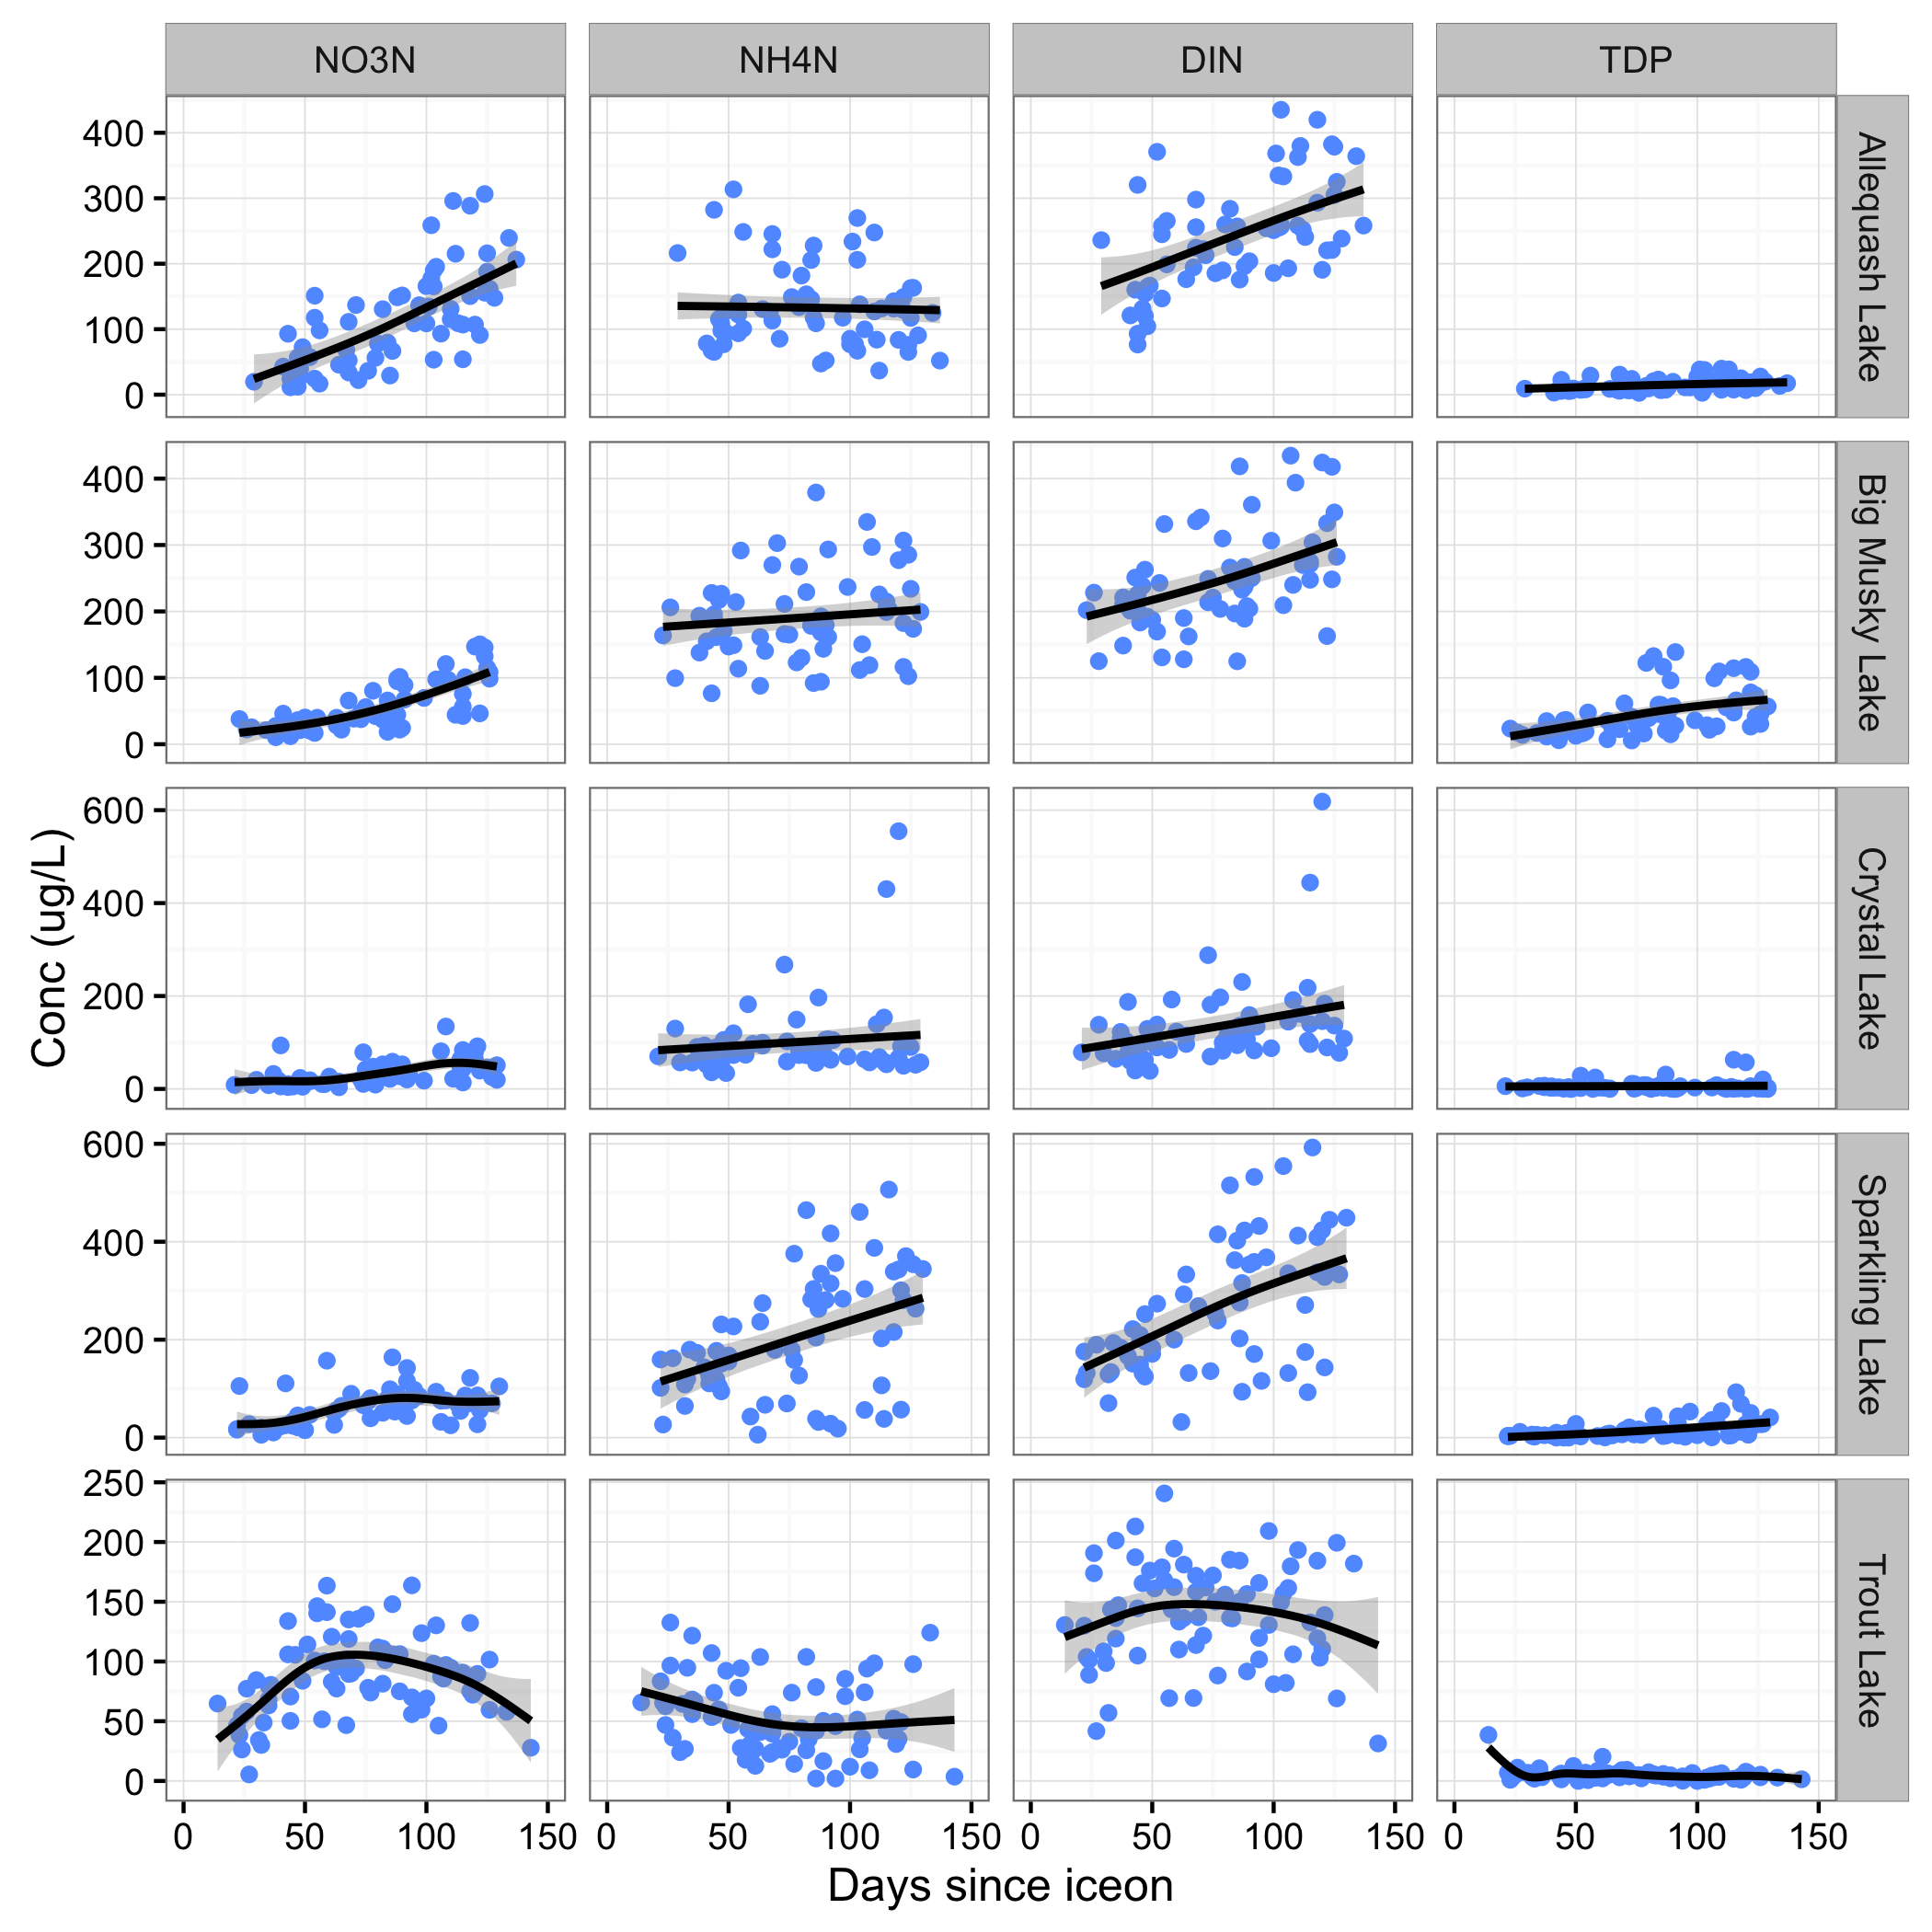 NO3N NH4N DIN TDP
400
300
200
100
0
Allequash Lake
400
300
200
100
0
Big Musky Lake
600
400
200
0
Crystal Lake
600
400
200
0
Sparkling Lake
250
200
150
100
50
0
Trout Lake
Conc (ug/L)
0 50 100 150 0 50 100 150 0 50 100 150 0 50 100 150
Days since iceon